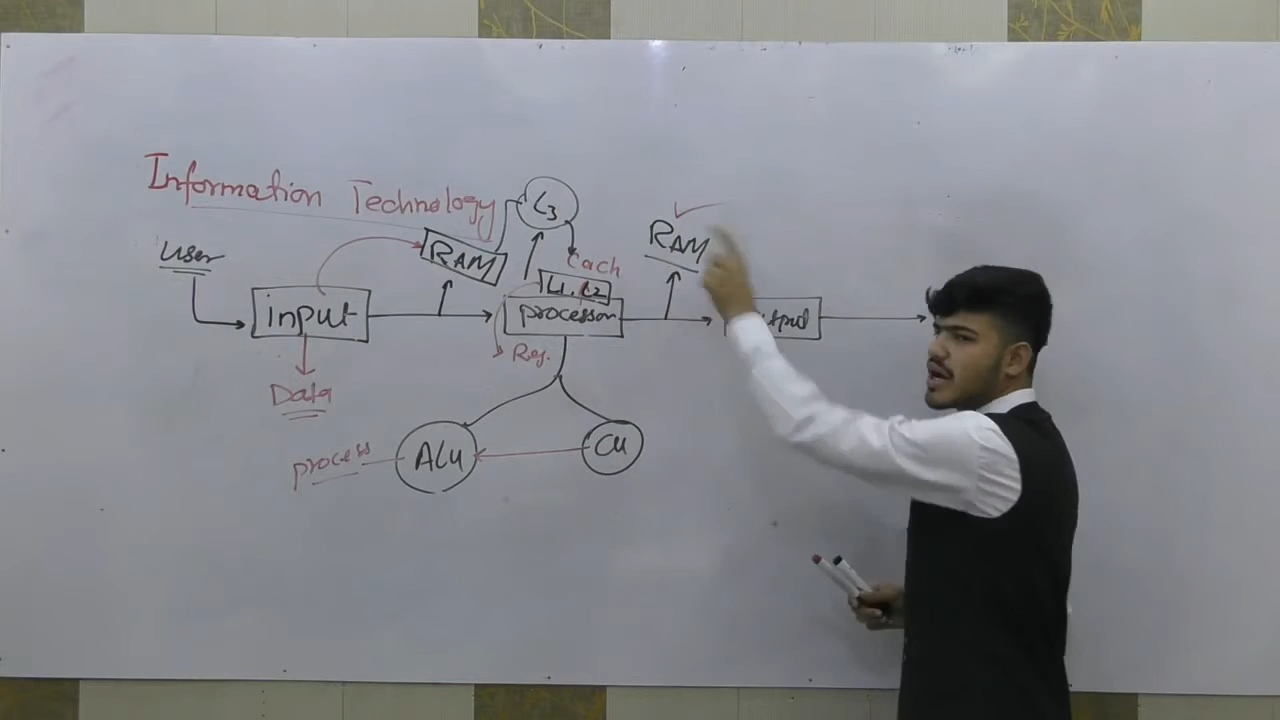 Information Technology
User
input
Data
RAM
L3
Cach
L1, L2
processor
Reg.
ALU
CU
process
RAM